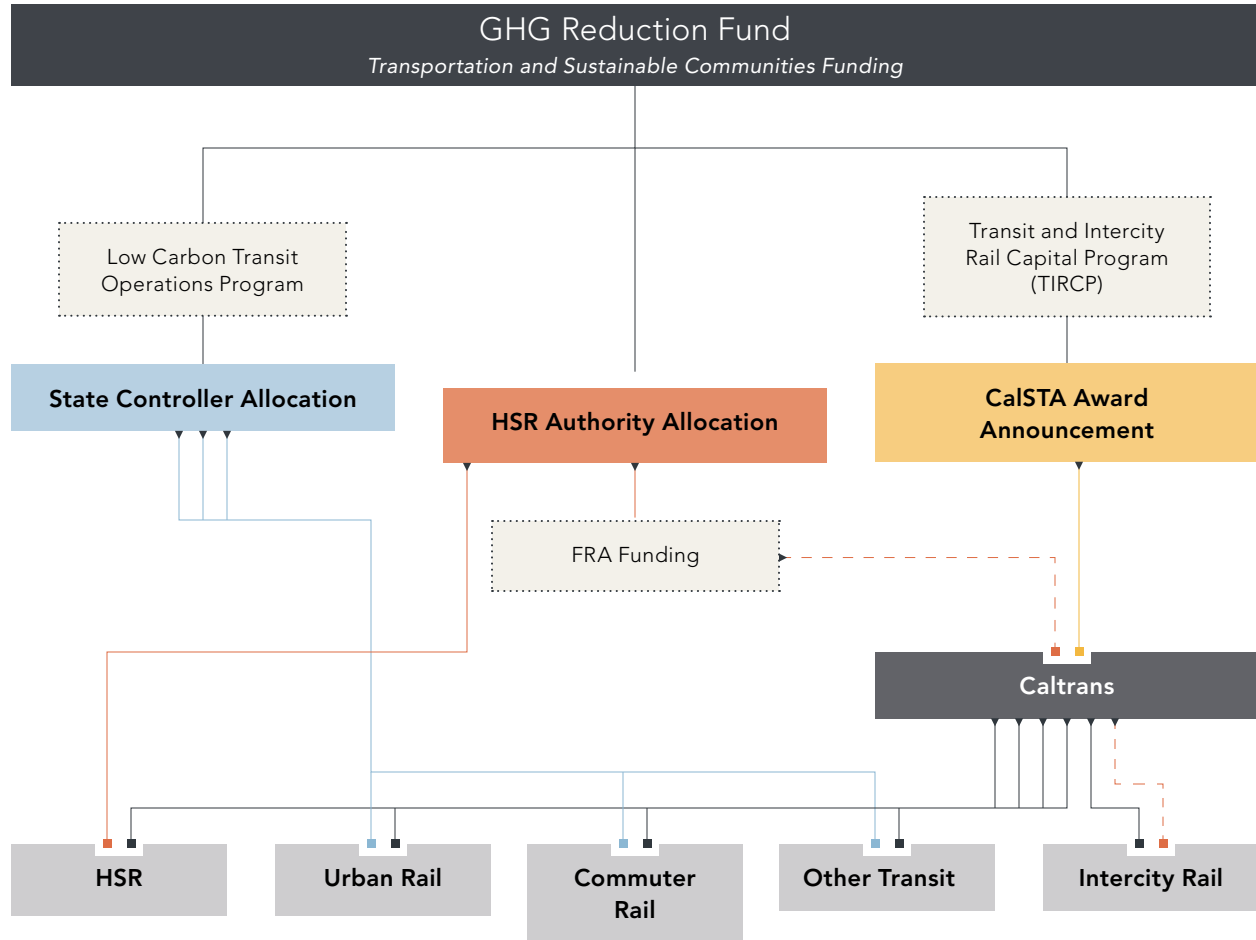 GHG Reduction Fund
Transportation and Sustainable Communities Funding
Low Carbon Transit
Operations Program
Transit and Intercity
Rail Capital Program
(TIRCP)
State Controller Allocation
HSR Authority Allocation
CalSTA Award
Announcement
FRA Funding
Caltrans
HSR
Urban Rail
Commuter
Rail
Other Transit
Intercity Rail